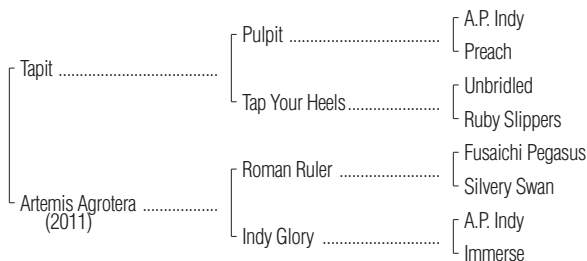 A.P. Indy
Pulpit
Preach
Tapit
Unbridled
Tap Your Heels
Ruby Slippers
Fusaichi Pegasus
Roman Ruler
Silvery Swan
Artemis Agrotera
(2011)
A.P. Indy
Indy Glory
Immerse